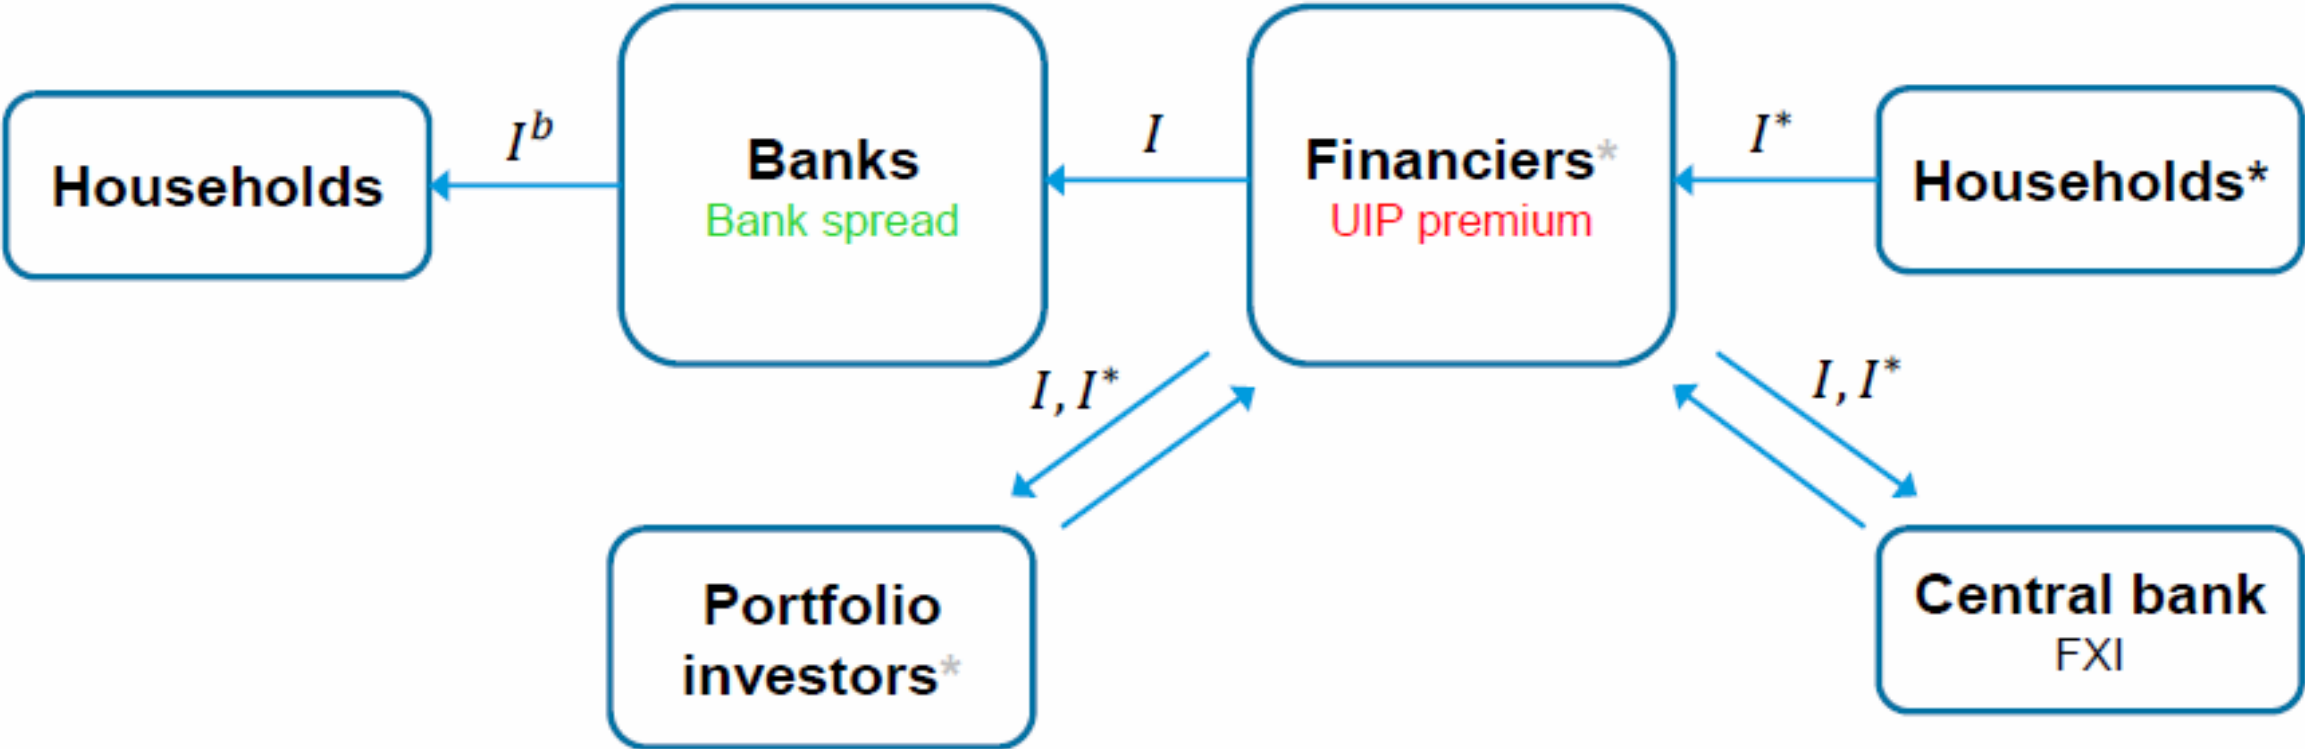 Households
I^b
Banks
Bank spread
I
Financiers*
UIP premium
I*
Households*
I, I*
I, I*
Portfolio
investors*
Central bank
FXI